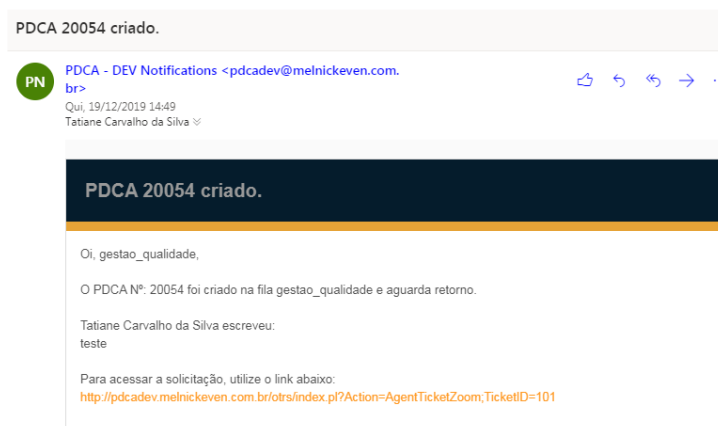 PDCA 20054 criado.
PN
PDCA - DEV Notifications <pdcadev@melnickeven.com.
br>
Qui, 19/12/2019 14:49
Tatiane Carvalho da Silva
PDCA 20054 criado.
Oi, gestao_qualidade,
O PDCA Nº: 20054 foi criado na fila gestao_qualidade e aguarda retorno.
Tatiane Carvalho da Silva escreveu:
teste
Para acessar a solicitação, utilize o link abaixo:
http://pdcadev.melnickeven.com.br/otrs/index.pl?Action=AgentTicketZoom;TicketID=101